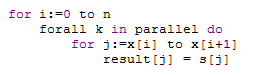 for i:=0 to n
forall k in parallel do
for j:=x[i] to x[i+1]
result[j] = s[j]